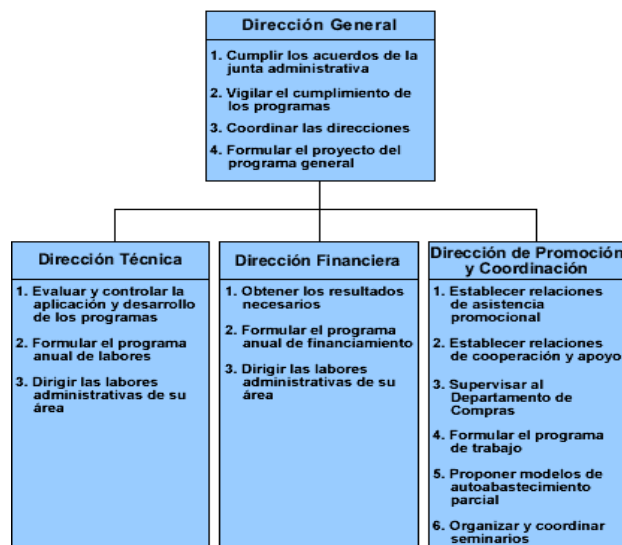 Dirección General
1. Cumplir los acuerdos de la
junta administrativa
2. Vigilar el cumplimiento de
los programas
3. Coordinar las direcciones
4. Formular el proyecto del
programa general
Dirección Técnica
1. Evaluar y controlar la
aplicación y desarrollo
de los programas
2. Formular el programa
anual de labores
3. Dirigir las labores
administrativas de su
área
Dirección Financiera
1. Obtener los resultados
necesarios
2. Formular el programa
anual de financiamiento
3. Dirigir las labores
administrativas de su
área
Dirección de Promoción
y Coordinación
1. Establecer relaciones
de asistencia
promocional
2. Establecer relaciones
de cooperación y apoyo
3. Supervisar al
Departamento de
Compras
4. Formular el programa
de trabajo
5. Proponer modelos de
autoabastecimiento
parcial
6. Organizar y coordinar
seminarios